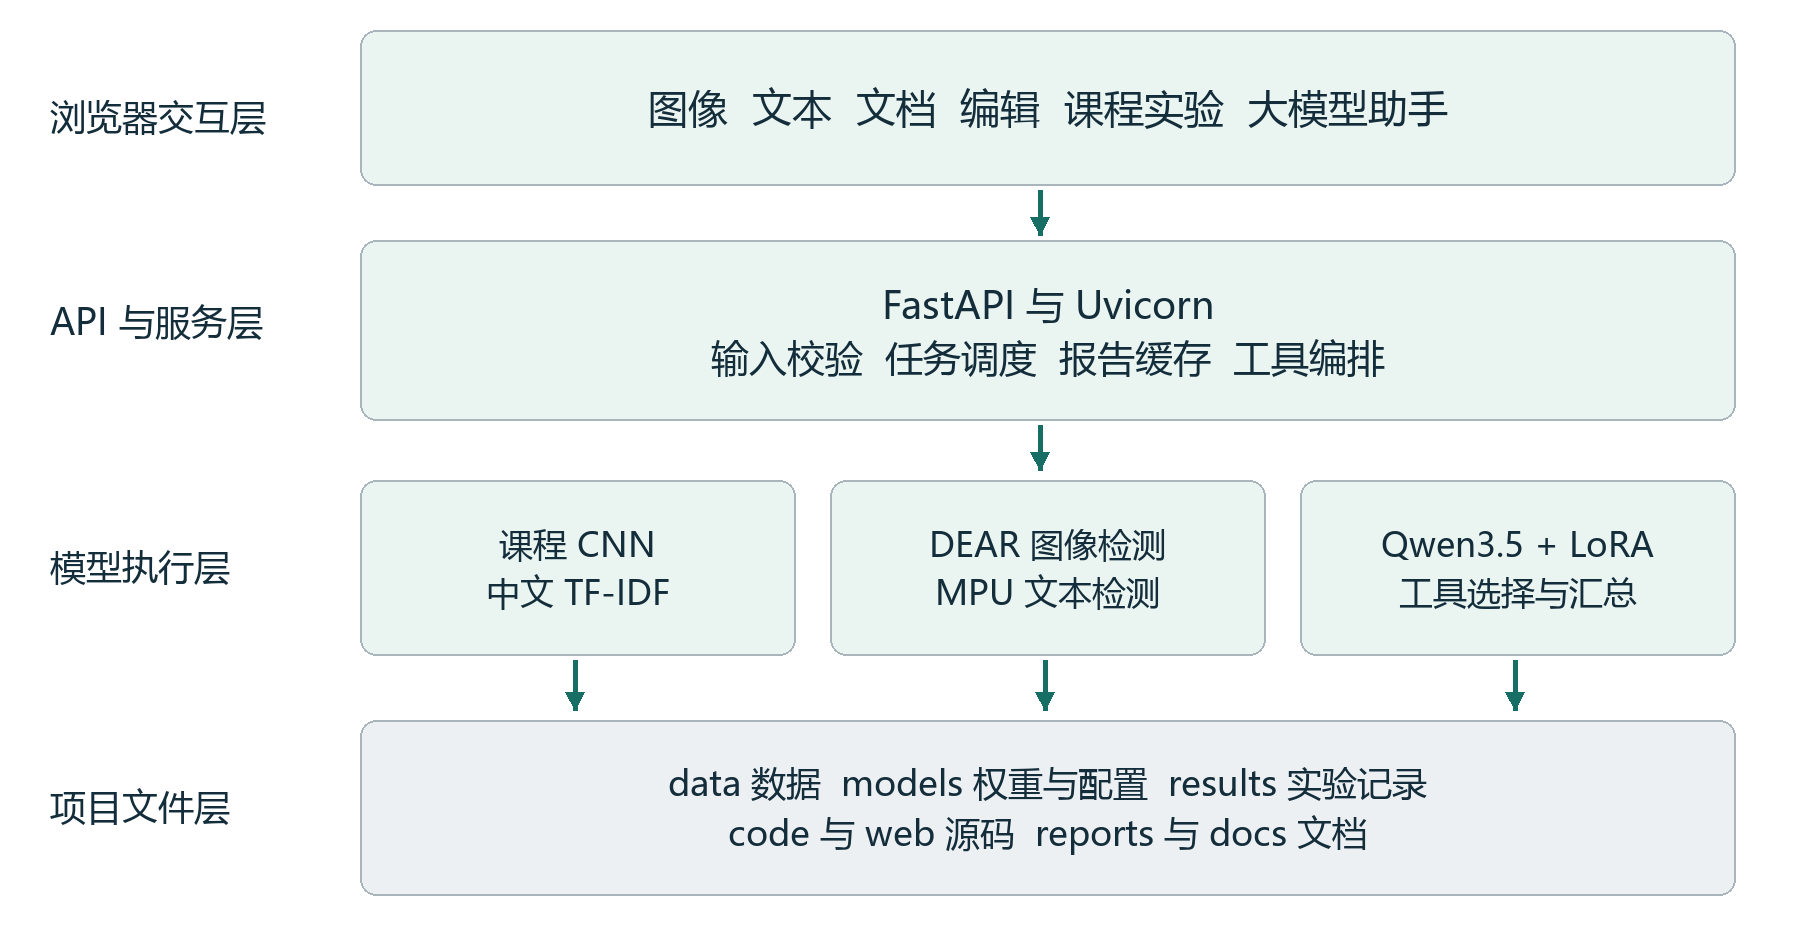 浏览器交互层
图像 文本 文档 编辑 课程实验 大模型助手
API 与服务层
FastAPI 与 Uvicorn
输入校验 任务调度 报告缓存 工具编排
模型执行层
课程 CNN
中文 TF-IDF
DEAR 图像检测
MPU 文本检测
Qwen3.5 + LoRA
工具选择与汇总
项目文件层
data 数据 models 权重与配置 results 实验记录
code 与 web 源码 reports 与 docs 文档